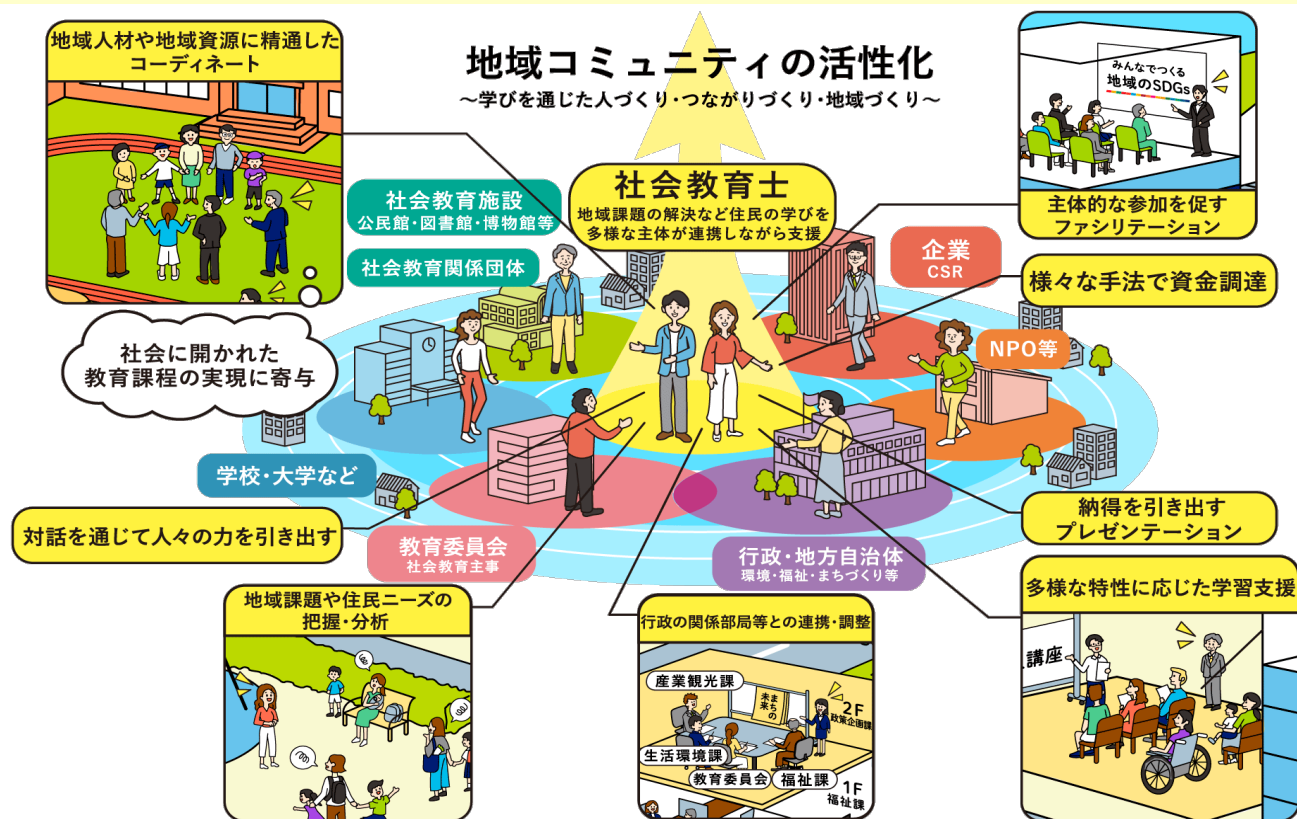 地域コミュニティの活性化
～学びを通じた人づくり・つながりづくり・地域づくり～
地域人材や地域資源に精通した
コーディネート
社会に開かれた
教育課程の実現に寄与
社会教育施設
公民館・図書館・博物館等
社会教育関係団体
社会教育士
地域課題の解決など住民の学びを
多様な主体が連携しながら支援
企業
CSR
みんなでつくる
地域のSDGs
主体的な参加を促す
ファシリテーション
様々な手法で資金調達
NPO等
学校・大学など
対話を通じて人々の力を引き出す
教育委員会
社会教育主事
行政・地方自治体
環境・福祉・まちづくり等
納得を引き出す
プレゼンテーション
地域課題や住民ニーズの
把握・分析
行政の関係部局等との連携・調整
産業観光課
まちの
未来
2F
政策企画課
生活環境課
教育委員会
福祉課
1F
福祉課
多様な特性に応じた学習支援
講座